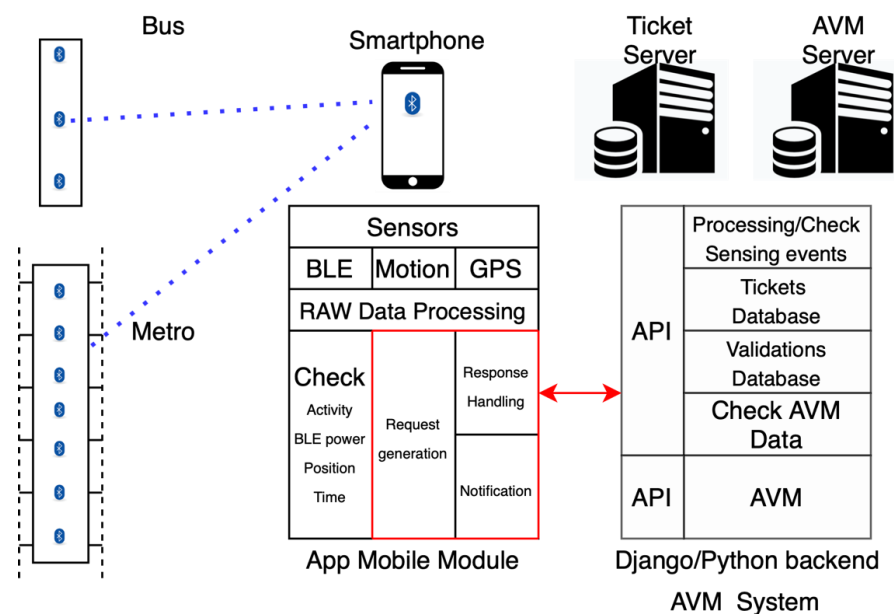 Bus
Smartphone
Ticket
Server
AVM
Server
Metro
Sensors
BLE
Motion
GPS
RAW Data Processing
Check
Activity
BLE power
Position
Time
Request
generation
Response
Handling
Notification
App Mobile Module
API
Processing/Check
Sensing events
Tickets
Database
Validations
Database
Check AVM
Data
API
AVM
Django/Python backend
AVM System